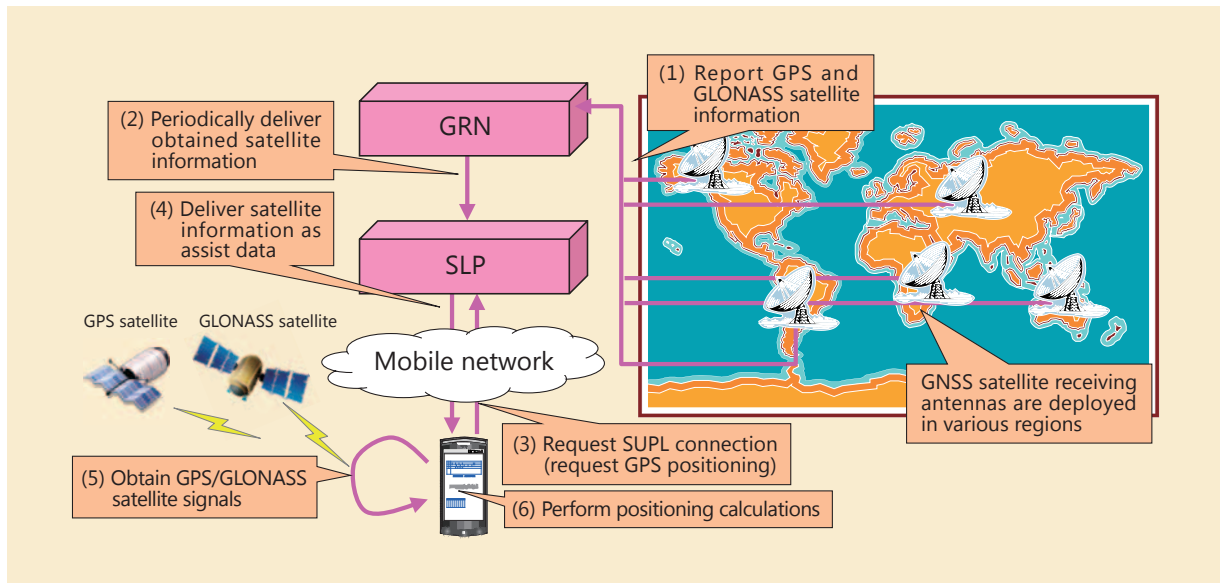 (1) Report GPS and
GLONASS satellite
information
(2) Periodically deliver
obtained satellite
information
GRN
(4) Deliver satellite
information as
assist data
SLP
GPS satellite
GLONASS satellite
Mobile network
GNSS satellite receiving
antennas are deployed
in various regions
(3) Request SUPL connection
(request GPS positioning)
(5) Obtain GPS/GLONASS
satellite signals
(6) Perform positioning calculations